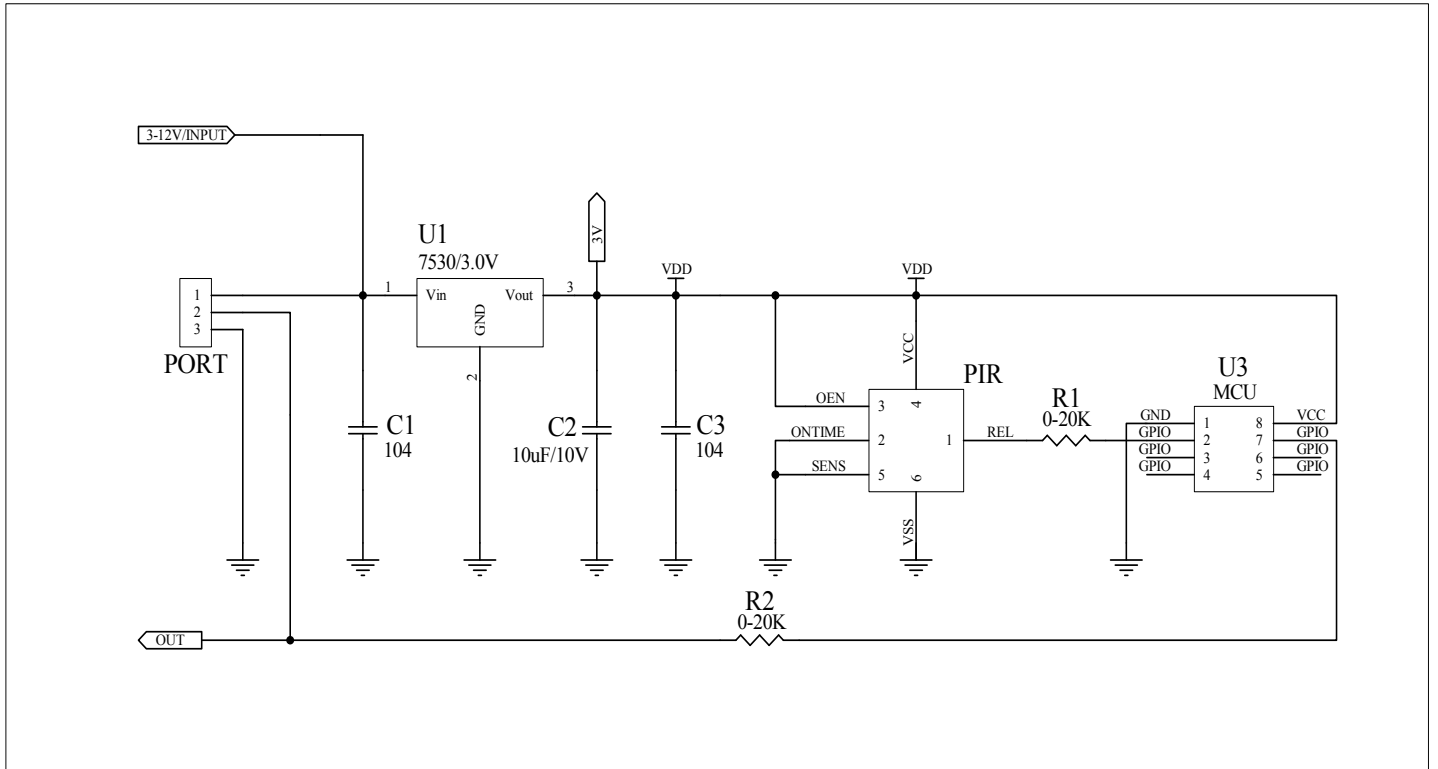 3-12V/INPUT
U1
7530/3.0V
3V
VDD
VDD
1
Vin
Vout
3
GND
2
1
2
3
PORT
C1
104
C2
10uF/10V
C3
104
VCC
PIR
OEN
3
4
ONTIME
2
1
REL
SENS
5
6
VSS
R1
0-20K
U3
MCU
GND
1
8
VCC
GPIO
2
7
GPIO
GPIO
3
6
GPIO
GPIO
4
5
GPIO
R2
0-20K
OUT